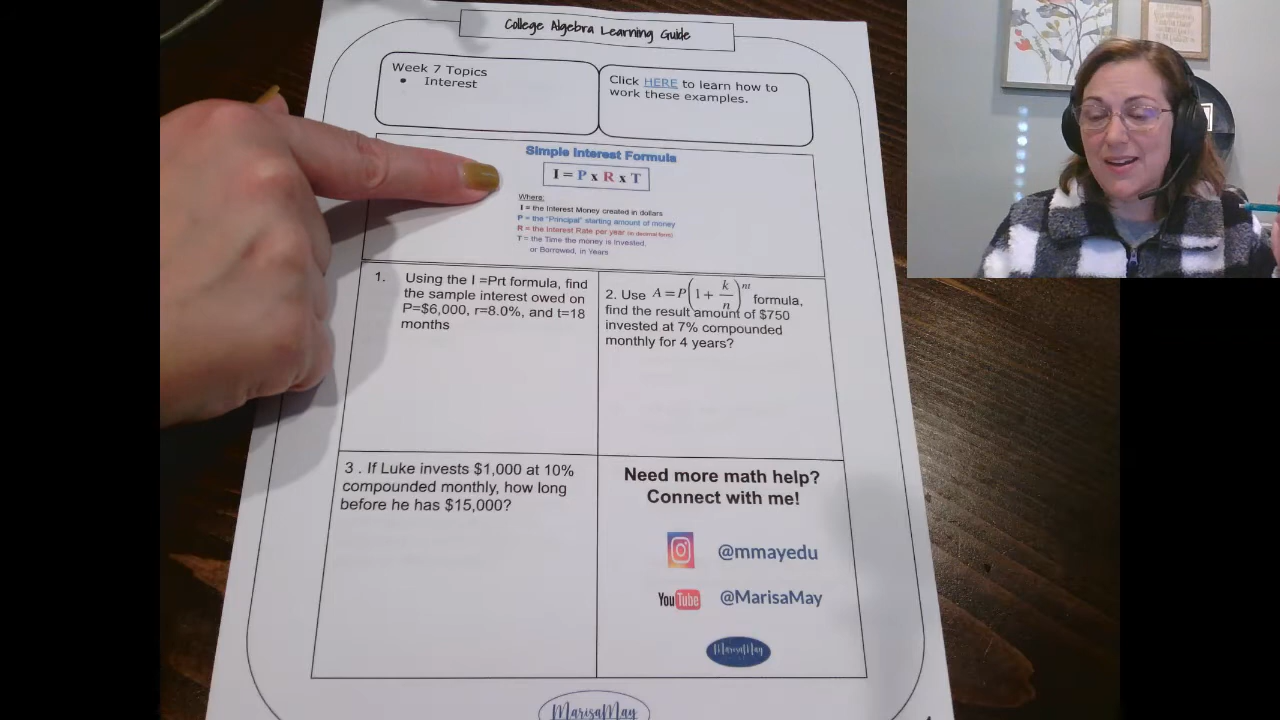 College Algebra Learning Guide
Week 7 Topics
• Interest
Click HERE to learn how to
work these examples.
Simple Interest Formula
I = P x R x T
Where:
I = the Interest Money created in dollars
P = the "Principal" starting amount of money
R = the Interest Rate per year (in decimal form)
T = the Time the money is Invested,
or Borrowed, in Years
1. Using the I =Prt formula, find
the sample interest owed on
P=$6,000, r=8.0%, and t=18
months
2. Use A=P(1+k/n)^nt formula,
find the result amount of $750
invested at 7% compounded
monthly for 4 years?
3 . If Luke invests $1,000 at 10%
compounded monthly, how long
before he has $15,000?
Need more math help?
Connect with me!
@mmayedu
YouTube @MarisaMay
MarisaMay
MarisaMay